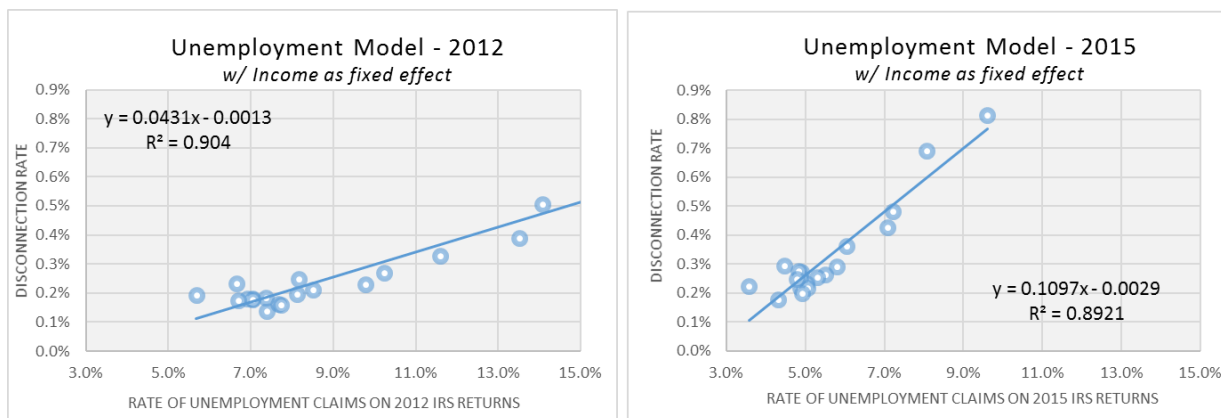 Unemployment Model - 2012
w/ Income as fixed effect
0.9%
0.8%
0.7%
0.6%
0.5%
0.4%
0.3%
0.2%
0.1%
0.0%
DISCONNECTION RATE
y = 0.0431x - 0.0013
R² = 0.904
3.0% 5.0% 7.0% 9.0% 11.0% 13.0% 15.0%
RATE OF UNEMPLOYMENT CLAIMS ON 2012 IRS RETURNS
Unemployment Model - 2015
w/ Income as fixed effect
0.9%
0.8%
0.7%
0.6%
0.5%
0.4%
0.3%
0.2%
0.1%
0.0%
DISCONNECTION RATE
y = 0.1097x - 0.0029
R² = 0.8921
3.0% 5.0% 7.0% 9.0% 11.0% 13.0% 15.0%
RATE OF UNEMPLOYMENT CLAIMS ON 2015 IRS RETURNS